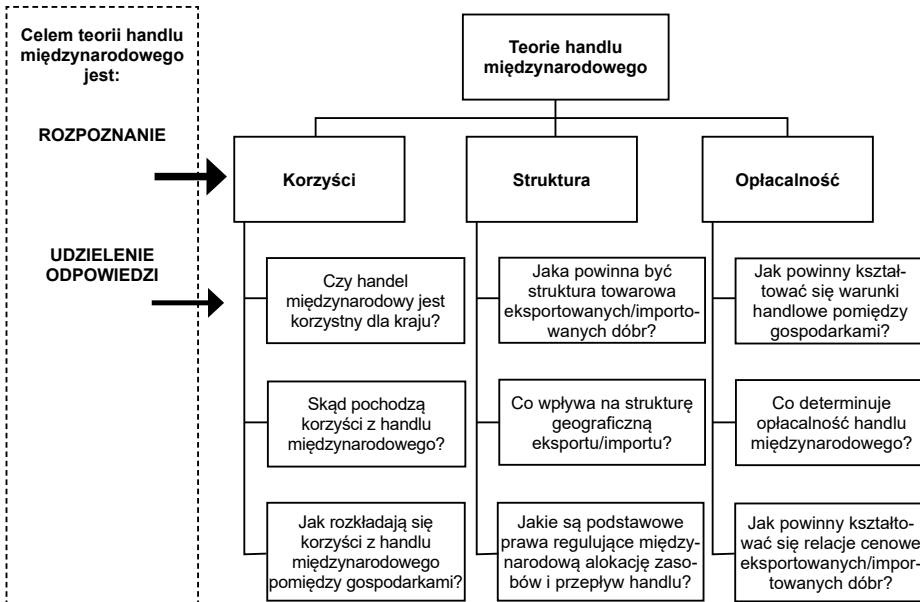 Celem teorii handlu
międzynarodowego
jest:
ROZPOZNANIE
UDZIELENIE
ODPOWIEDZI
Teorie handlu
międzynarodowego
Korzyści
Struktura
Opłacalność
Czy handel
międzynarodowy jest
korzystny dla kraju?
Skąd pochodzą
korzyści z handlu
międzynarodowego?
Jak rozkładają się
korzyści z handlu
międzynarodowego
pomiędzy gospodarkami?
Jaka powinna być
struktura towarowa
eksportowanych/importo-
wanych dóbr?
Co wpływa na strukturę
geograficzną
eksportu/importu?
Jakie są podstawowe
prawa regulujące między-
narodową alokację zaso-
bów i przepływ handlu?
Jak powinny kształ-
tować się warunki
handlowe pomiędzy
gospodarkami?
Co determinuje
opłacalność handlu
międzynarodowego?
Jak powinny kształto-
wać się relacje cenowe
eksportowanych/impor-
towanych dóbr?